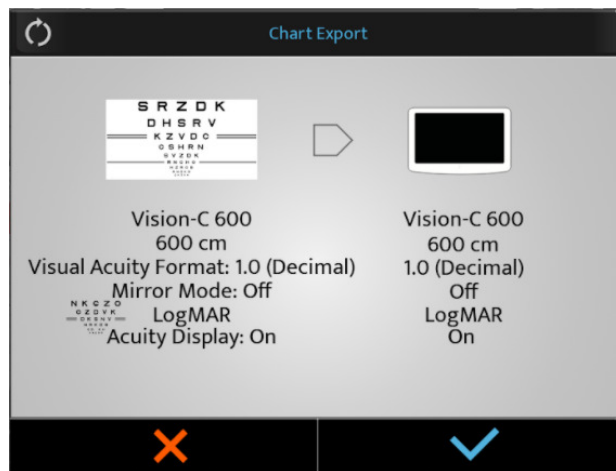 Chart Export
S R Z D K
D H S R V
K Z V D C
O S H R N
S V Z D K
Vision-C 600
600 cm
Visual Acuity Format: 1.0 (Decimal)
Mirror Mode: Off
LogMAR
Acuity Display: On
N K C Z O
C Z D V K
Vision-C 600
600 cm
1.0 (Decimal)
Off
LogMAR
On